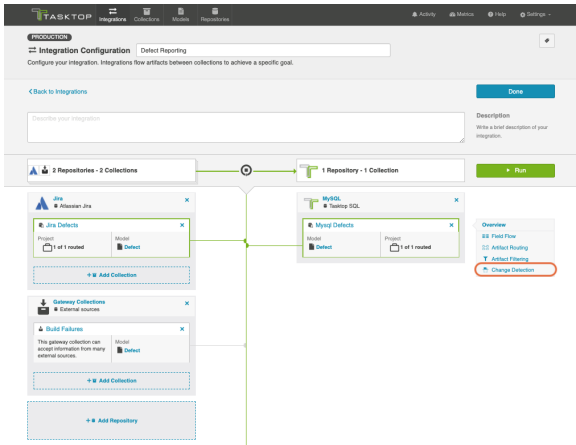 TASKTOP
Integrations
Collections
Models
Repositories
Activity
Metrics
Help
Settings
PRODUCTION
Integration Configuration
Defect Reporting
Configure your integration. Integrations flow artifacts between collections to achieve a specific goal.
Back to Integrations
Done
Describe your integration
Description
Write a brief description of your
integration.
2 Repositories - 2 Collections
1 Repository - 1 Collection
Run
Jira
Atlassian Jira
Jira Defects
Project
1 of 1 routed
Model
Defect
+ Add Collection
MySQL
Tasktop SQL
Mysql Defects
Model
Defect
Project
1 of 1 routed
Overview
Field Flow
Artifact Routing
Artifact Filtering
Change Detection
Gateway Collections
External sources
Build Failures
This gateway collection can
accept information from many
external sources.
Model
Defect
+ Add Collection
+ Add Repository